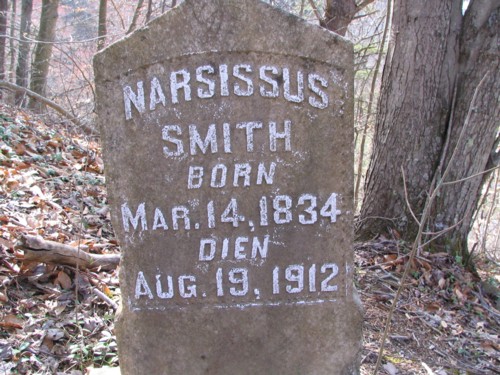 NARSISSUS
SMITH
BORN
MAR. 14, 1834
DIEN
AUG. 19, 1912